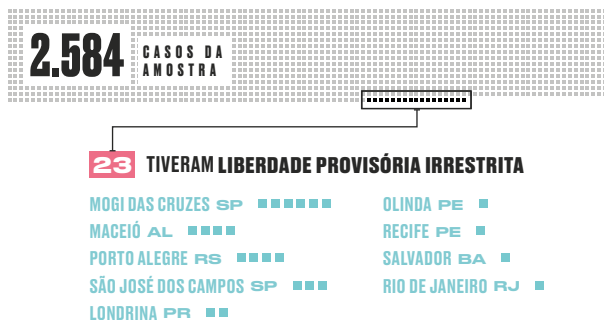 2.584 CASOS DA
AMOSTRA
23 TIVERAM LIBERDADE PROVISÓRIA IRRESTRITA
MOGI DAS CRUZES SP
MACEIÓ AL
PORTO ALEGRE RS
SÃO JOSÉ DOS CAMPOS SP
LONDRINA PR
OLINDA PE
RECIFE PE
SALVADOR BA
RIO DE JANEIRO RJ